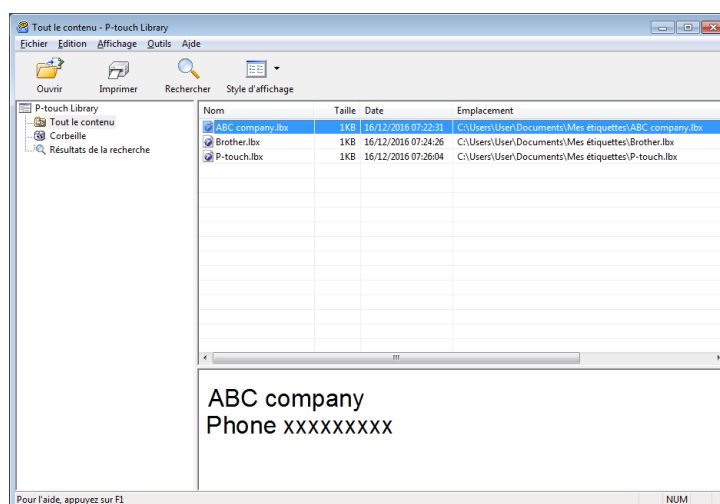 Tout le contenu - P-touch Library
Fichier Edition Affichage Outils Aide
Ouvrir Imprimer Rechercher Style d'affichage
P-touch Library
Tout le contenu
Corbeille
Résultats de la recherche
Nom Taille Date Emplacement
ABC company.lbx 1KB 16/12/2016 07:22:31 C:\Users\User\Documents\Mes étiquettes\ABC company.lbx
Brother.lbx 1KB 16/12/2016 07:24:26 C:\Users\User\Documents\Mes étiquettes\Brother.lbx
P-touch.lbx 1KB 16/12/2016 07:26:04 C:\Users\User\Documents\Mes étiquettes\P-touch.lbx
ABC company
Phone xxxxxxxxx
Pour l'aide, appuyez sur F1 NUM